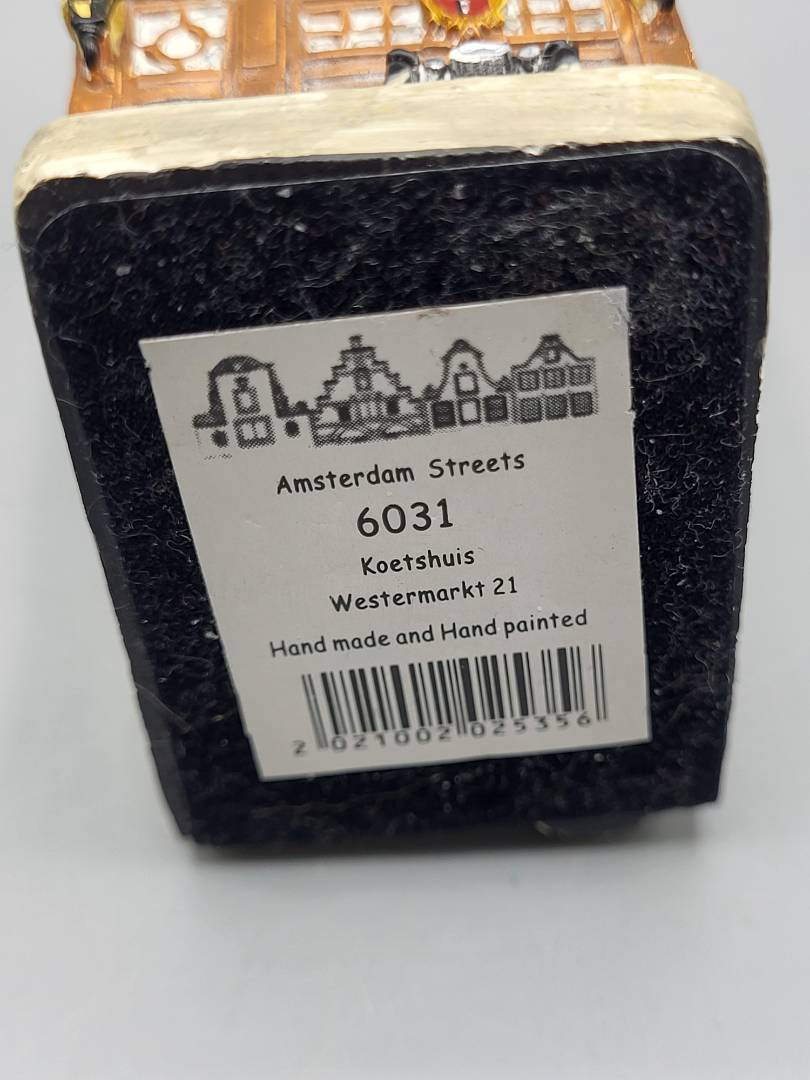 Amsterdam Streets
6031
Koetshuis
Westermarkt 21
Hand made and Hand painted
2 021002 025356